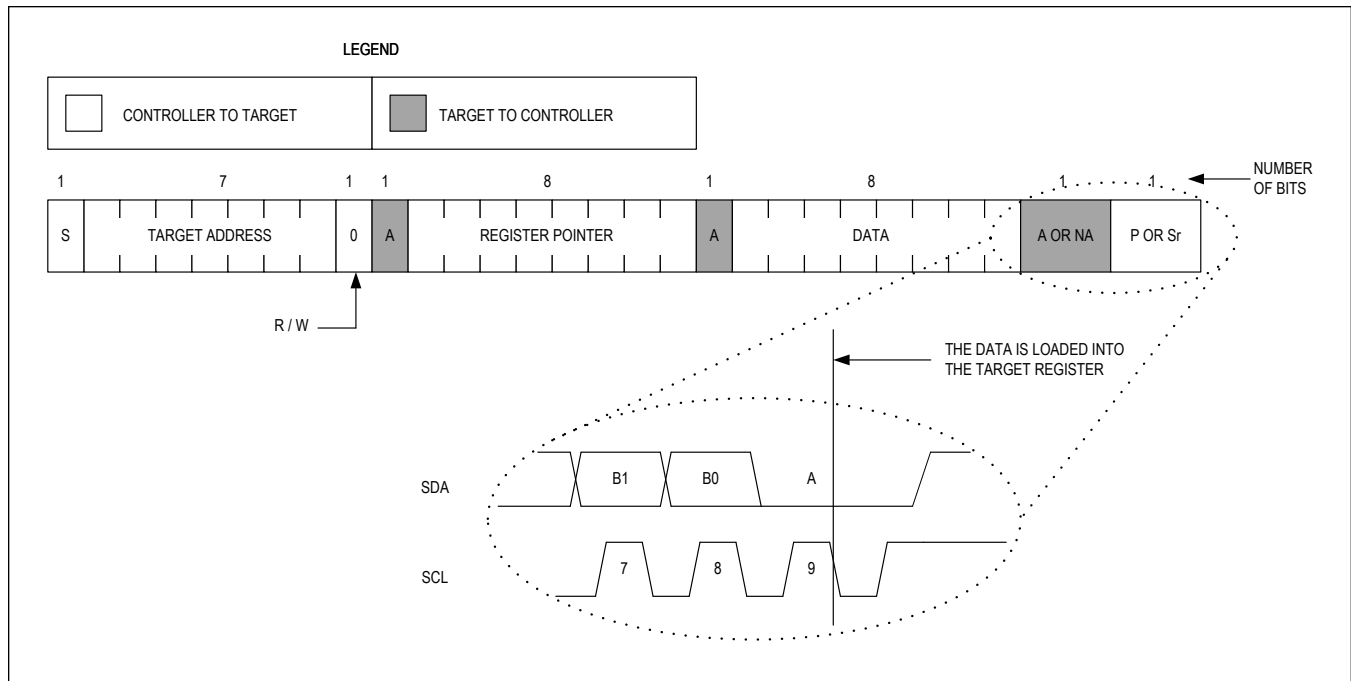 LEGEND
CONTROLLER TO TARGET TARGET TO CONTROLLER
1 7 1 1 8 1 8 1 1 NUMBER
OF BITS
S TARGET ADDRESS 0 A REGISTER POINTER A DATA A OR NA P OR Sr
R / W
THE DATA IS LOADED INTO
THE TARGET REGISTER
SDA B1 B0 A
SCL 7 8 9